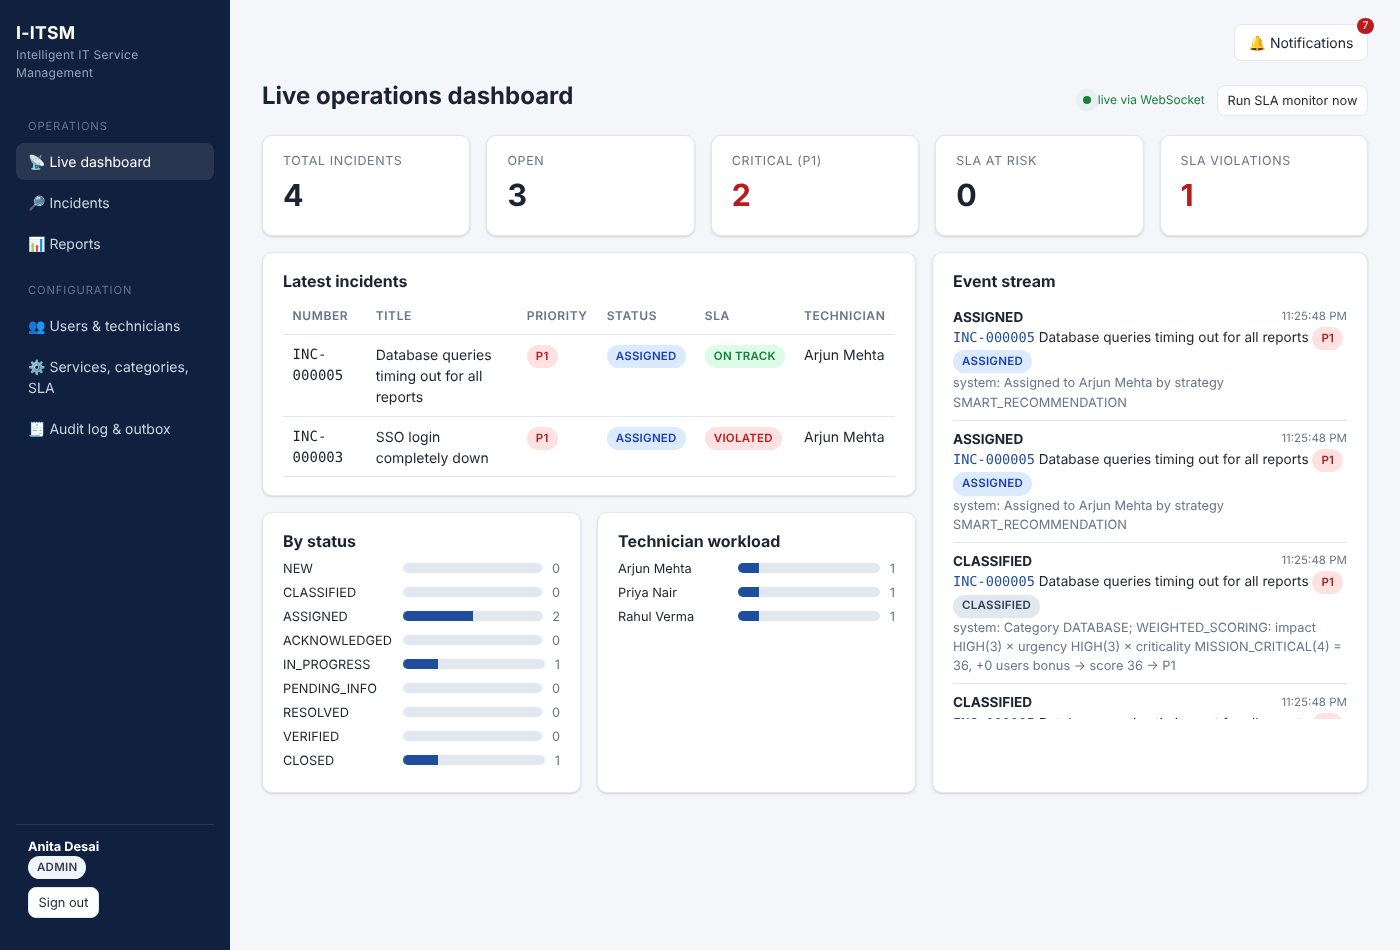 I-ITSM
Intelligent IT Service
Management
OPERATIONS
📡 Live dashboard
🔎 Incidents
📊 Reports
CONFIGURATION
👥 Users & technicians
⚙️ Services, categories,
SLA
🧾 Audit log & outbox
Anita Desai
ADMIN
Sign out
🔔 Notifications
7
Live operations dashboard
live via WebSocket
Run SLA monitor now
TOTAL INCIDENTS
4
OPEN
3
CRITICAL (P1)
2
SLA AT RISK
0
SLA VIOLATIONS
1
Latest incidents
NUMBER TITLE PRIORITY STATUS SLA TECHNICIAN
INC- Database queries P1 ASSIGNED ON TRACK Arjun Mehta
000005 timing out for all
reports
INC- SSO login P1 ASSIGNED VIOLATED Arjun Mehta
000003 completely down
By status
NEW 0
CLASSIFIED 0
ASSIGNED 2
ACKNOWLEDGED 0
IN_PROGRESS 1
PENDING_INFO 0
RESOLVED 0
VERIFIED 0
CLOSED 1
Technician workload
Arjun Mehta 1
Priya Nair 1
Rahul Verma 1
Event stream
ASSIGNED 11:25:48 PM
INC-000005 Database queries timing out for all reports P1
ASSIGNED
system: Assigned to Arjun Mehta by strategy
SMART_RECOMMENDATION
ASSIGNED 11:25:48 PM
INC-000005 Database queries timing out for all reports P1
ASSIGNED
system: Assigned to Arjun Mehta by strategy
SMART_RECOMMENDATION
CLASSIFIED 11:25:48 PM
INC-000005 Database queries timing out for all reports P1
CLASSIFIED
system: Category DATABASE; WEIGHTED_SCORING: impact
HIGH(3) × urgency HIGH(3) × criticality MISSION_CRITICAL(4) =
36, +0 users bonus → score 36 → P1
CLASSIFIED 11:25:48 PM